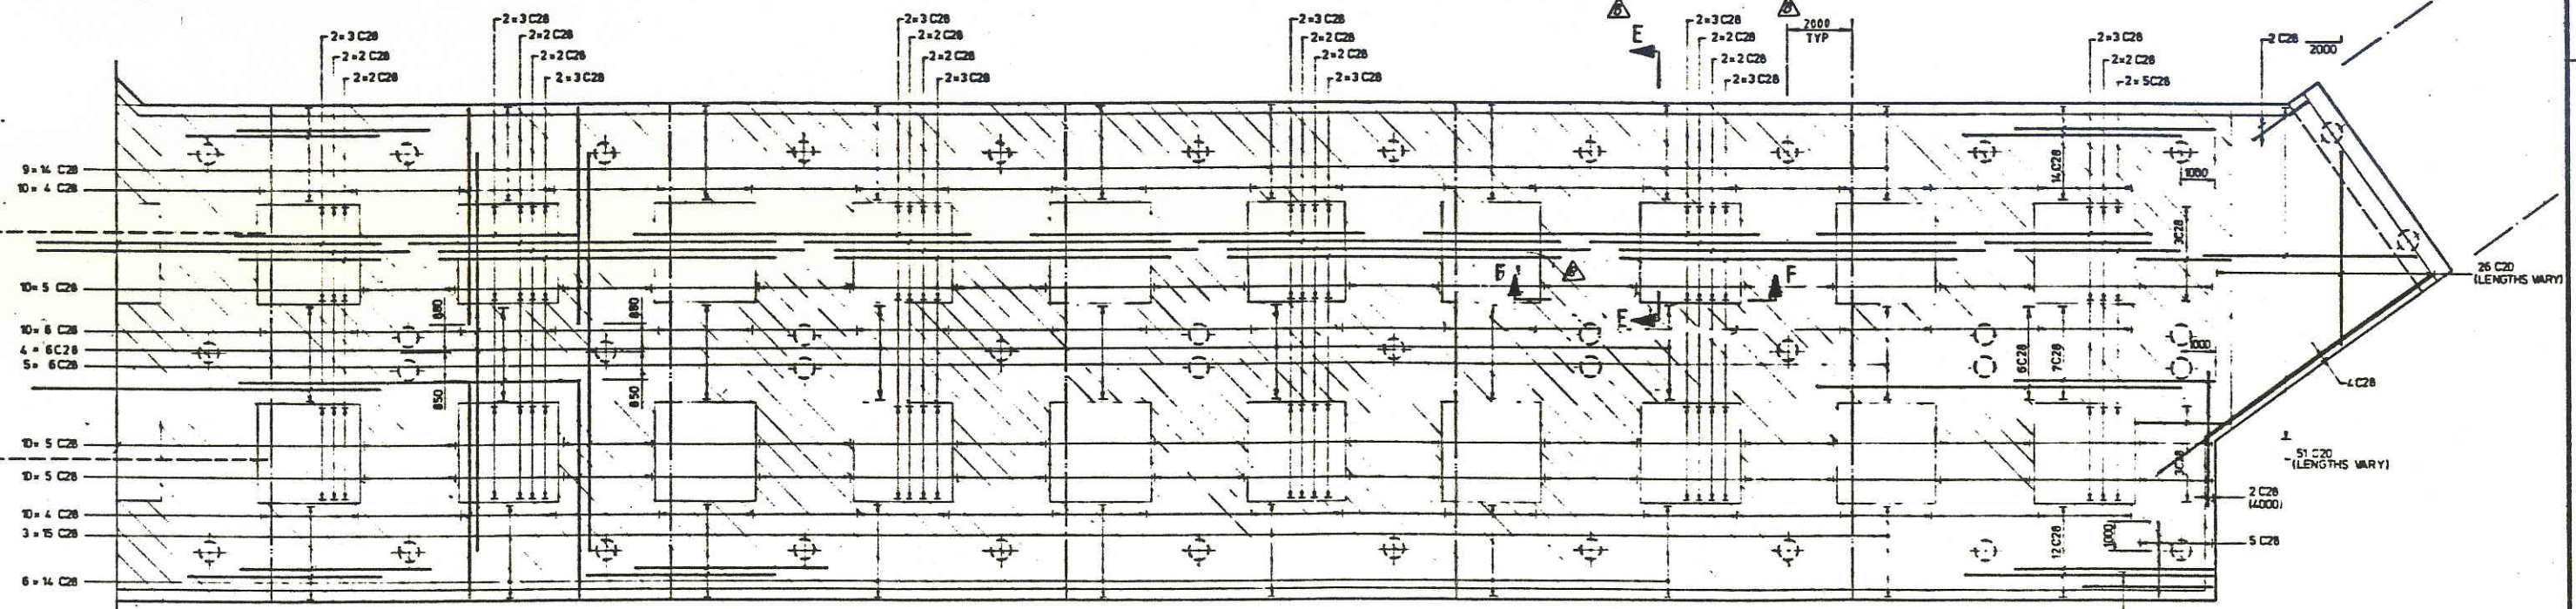 2=3 C28
2=2 C28
2=2 C28
2=3 C28
2=2 C28
2=2 C28
2=3 C28
2=3 C28
2=2 C28
2=2 C28
2=3 C28
2=3 C28
2=2 C28
2=2 C28
2=3 C28
E
2=3 C28
2=2 C28
2=2 C28
2=3 C28
2000
TYP
2=3 C28
2=2 C28
2=5C28
2 C28
2000
9=14 C28
10=4 C28
14C28
1000
3C28
F
F
26 C20
(LENGTHS VARY)
10=5 C28
880
880
E
10=6 C28
4=6C28
5=6C28
6C28
7C28
1000
850
850
4C28
10=5 C28
10=5 C28
3C28
51 C20
(LENGTHS VARY)
2 C28
(4000)
10=4 C28
3=15 C28
12C28
1000
5 C28
6=14 C28